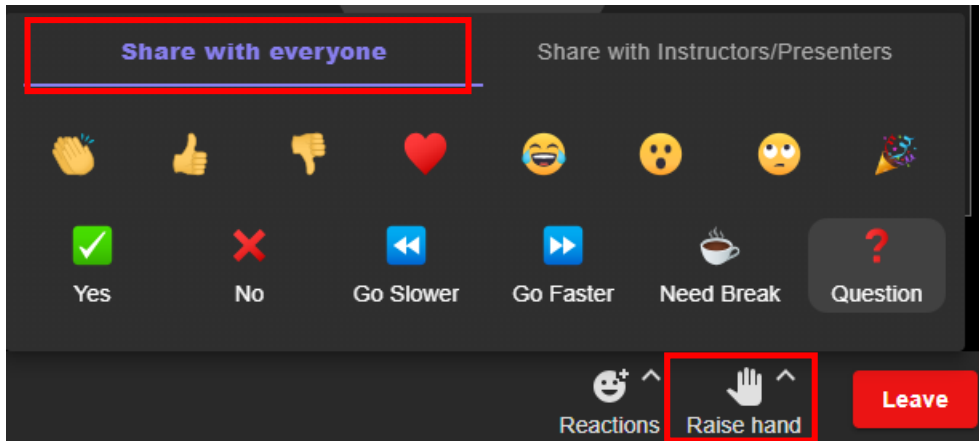 Share with everyone
Share with Instructors/Presenters
Yes
No
Go Slower
Go Faster
Need Break
Question
Reactions
Raise hand
Leave